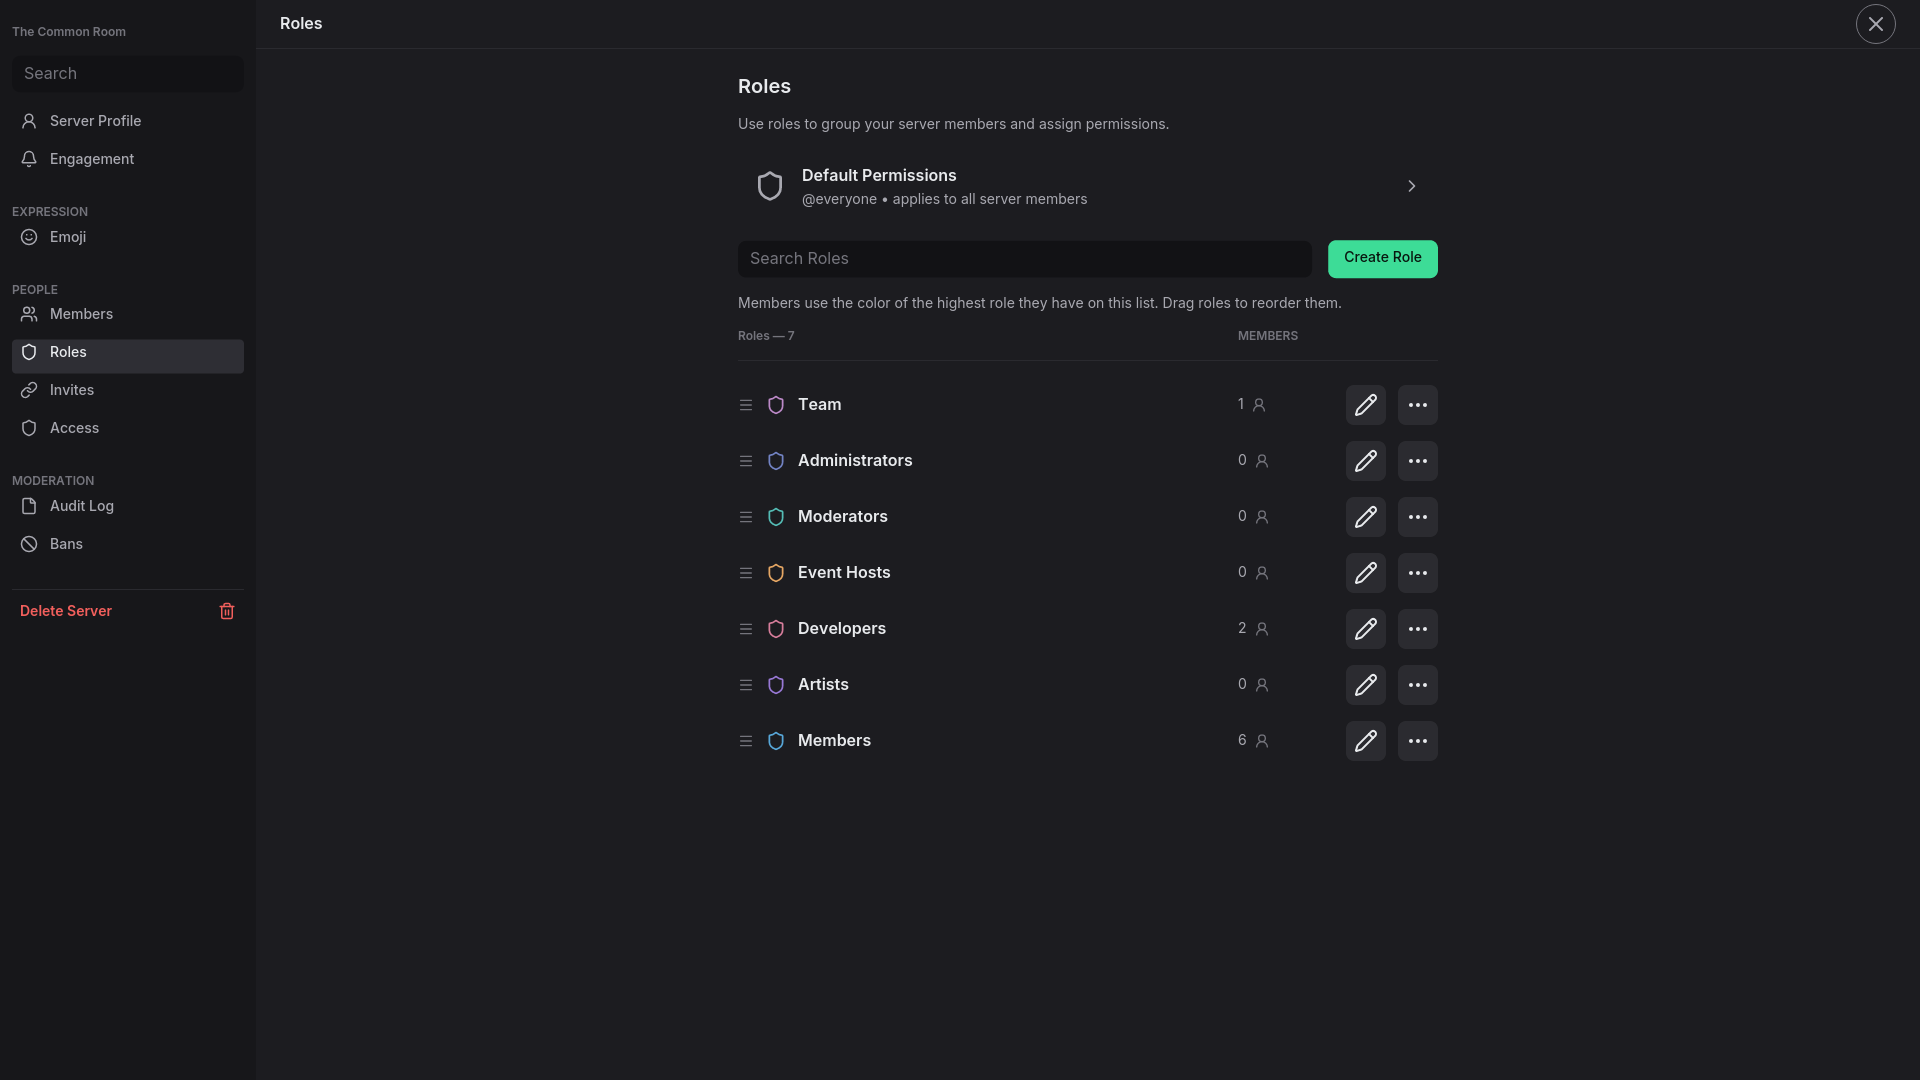 The Common Room
Search
Server Profile
Engagement
EXPRESSION
Emoji
PEOPLE
Members
Roles
Invites
Access
MODERATION
Audit Log
Bans
Delete Server
Roles
Roles
Use roles to group your server members and assign permissions.
Default Permissions
@everyone • applies to all server members
Search Roles
Create Role
Members use the color of the highest role they have on this list. Drag roles to reorder them.
Roles — 7 MEMBERS
Team 1
Administrators 0
Moderators 0
Event Hosts 0
Developers 2
Artists 0
Members 6